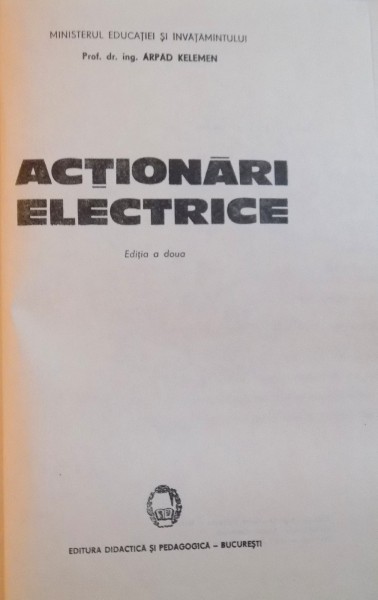 MINISTERUL EDUCAȚIEI ȘI ÎNVĂȚĂMÎNTULUI
Prof. dr. ing. ÁRPÁD KELEMEN
ACȚIONĂRI
ELECTRICE
Ediția a doua
EDITURA DIDACTICĂ ȘI PEDAGOGICĂ – BUCUREȘTI